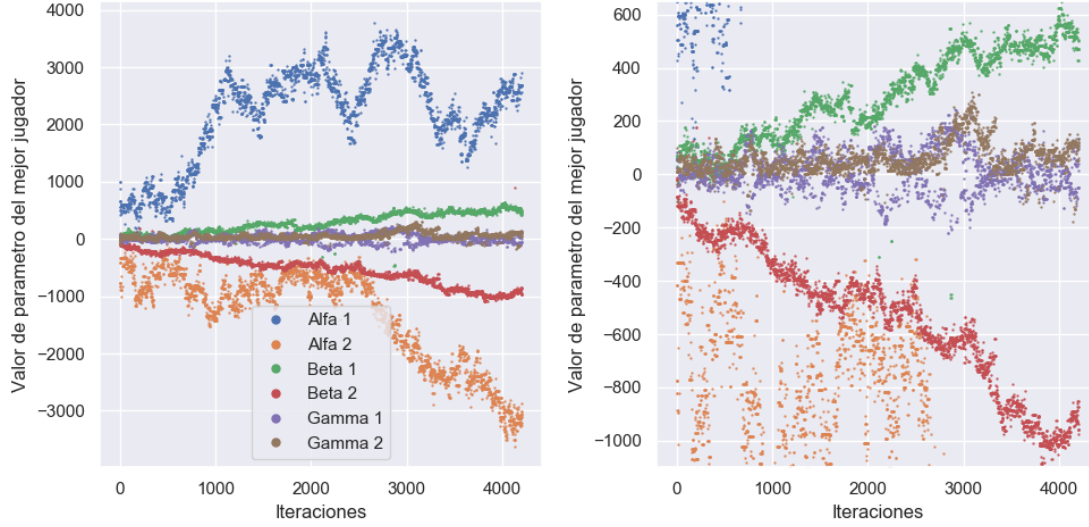 4000
3000
2000
1000
0
−1000
−2000
−3000
Valor de parametro del mejor jugador
Alfa 1
Alfa 2
Beta 1
Beta 2
Gamma 1
Gamma 2
0
1000
2000
3000
4000
Iteraciones
600
400
200
0
−200
−400
−600
−800
−1000
Valor de parametro del mejor jugador
0
1000
2000
3000
4000
Iteraciones